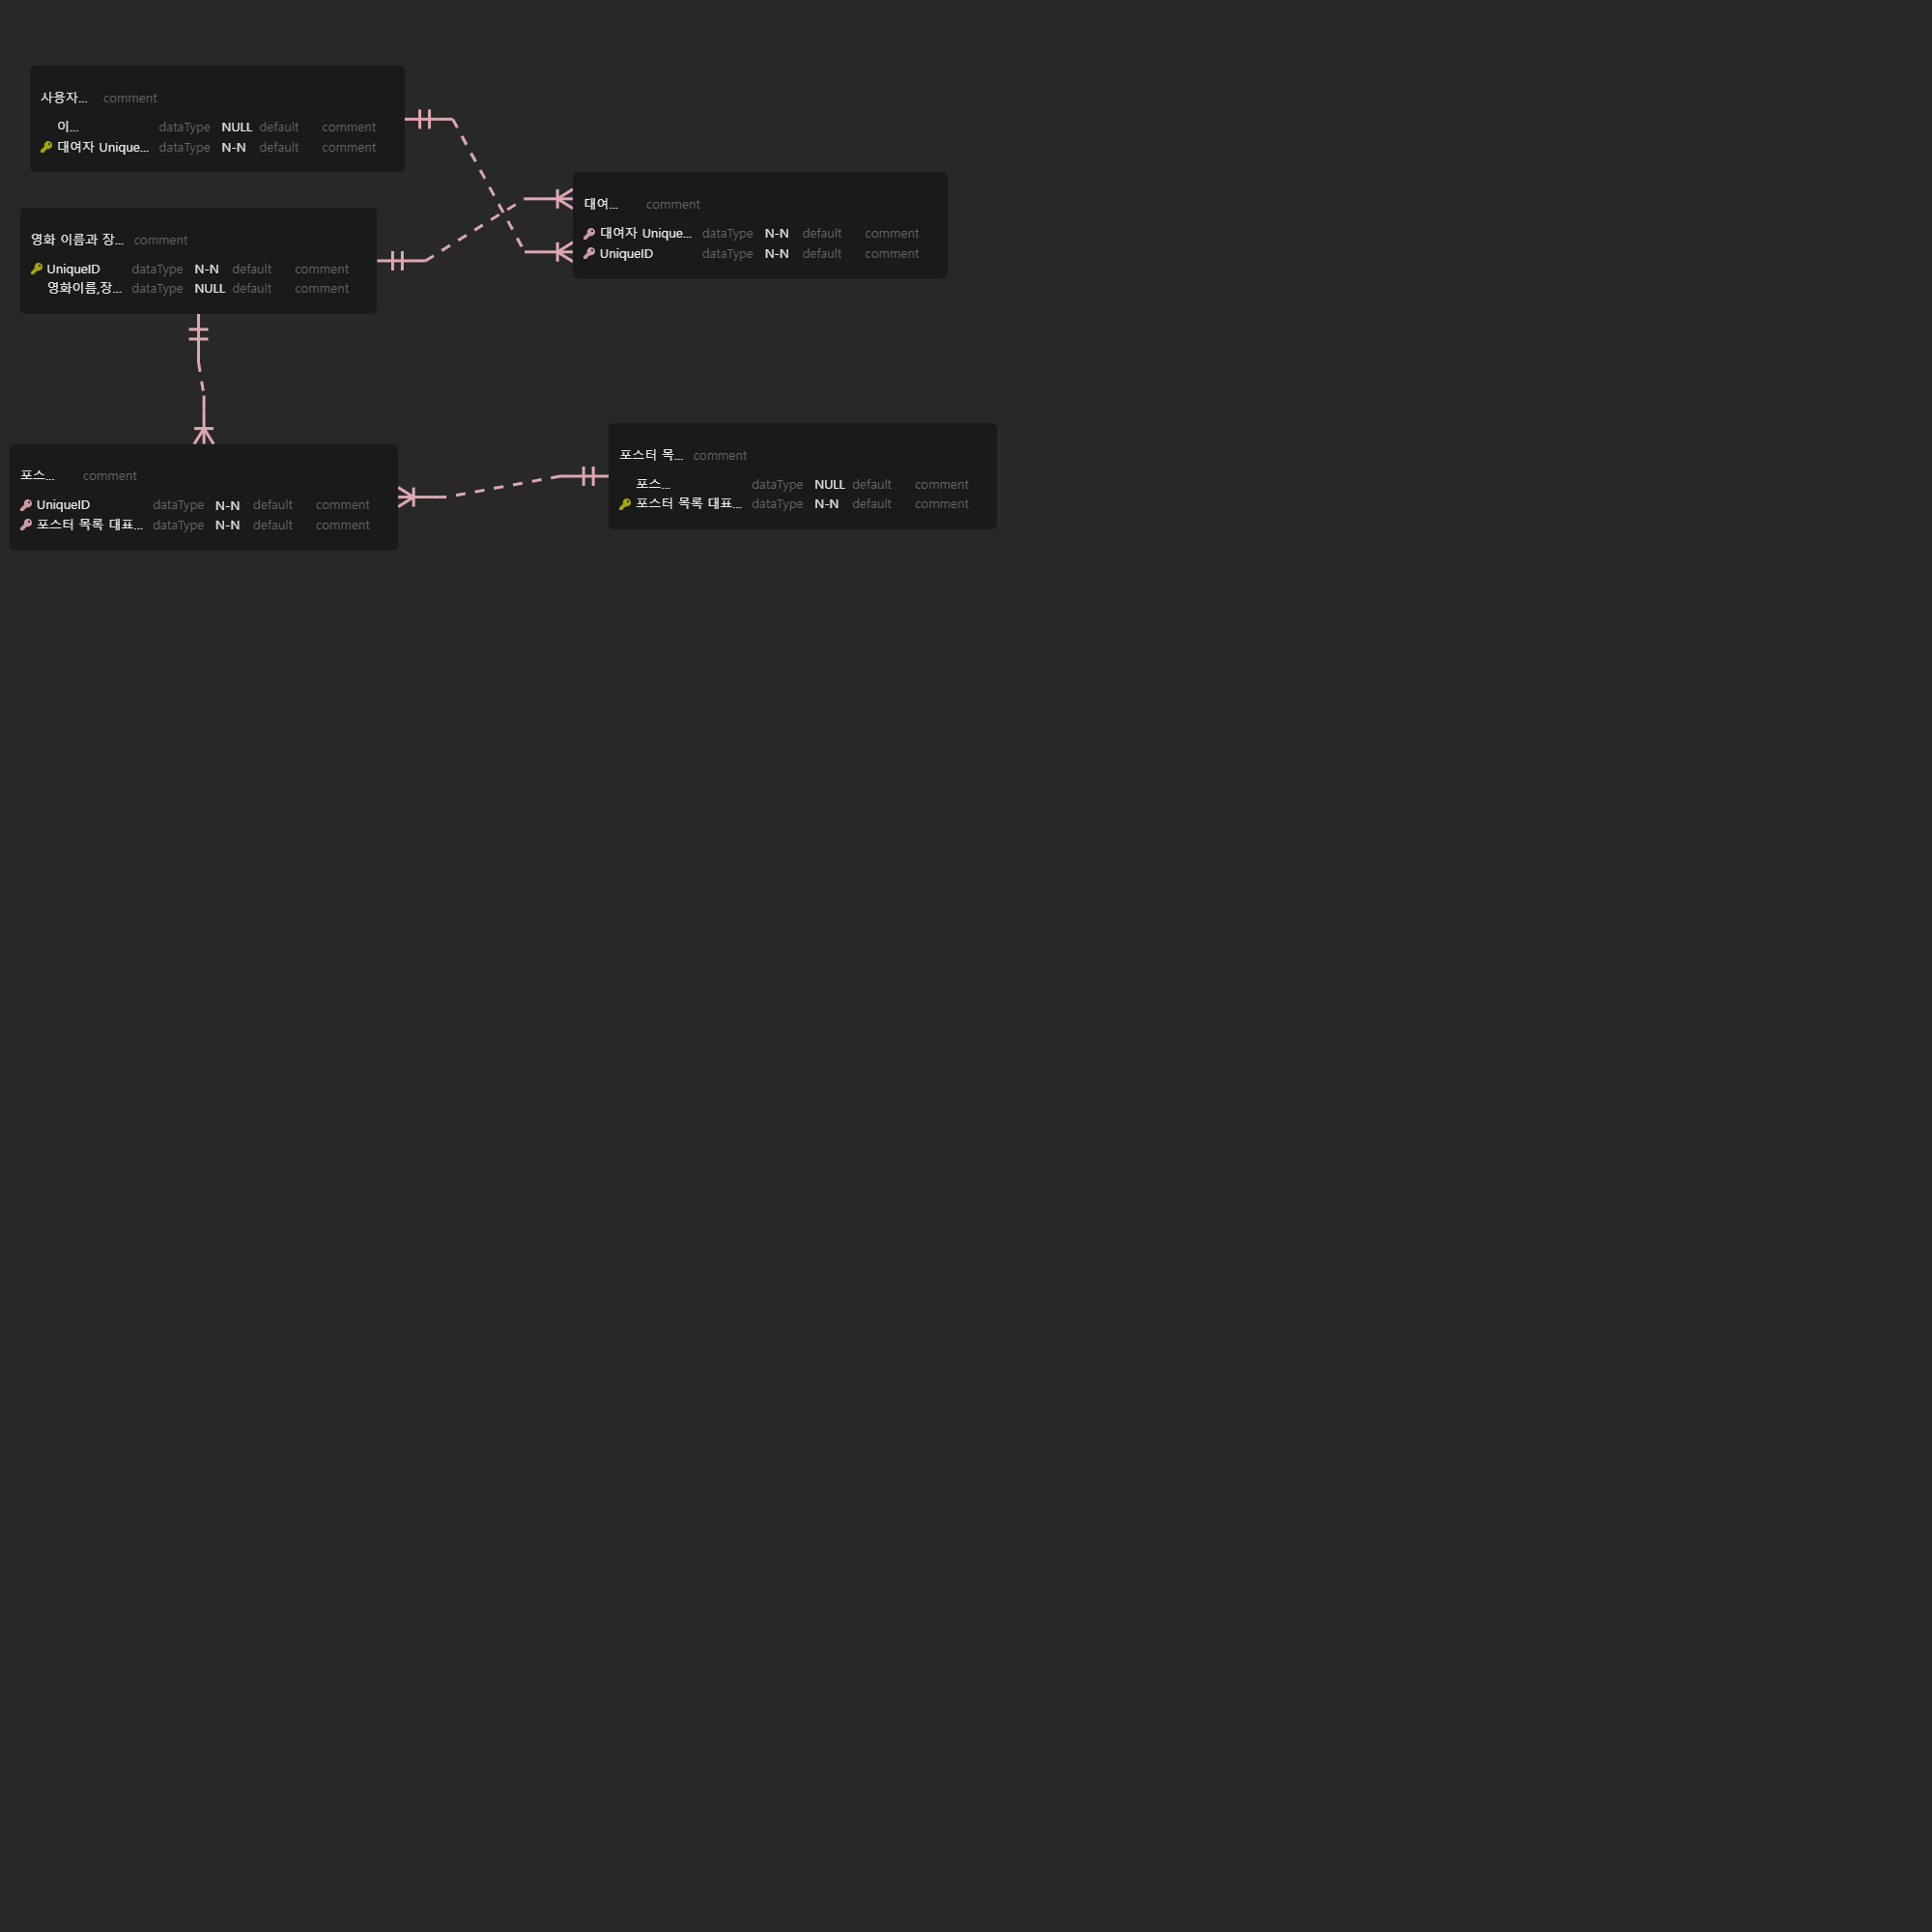 사용자... comment
이... dataType NULL default comment
대여자 Unique... dataType N-N default comment
영화 이름과 장... comment
UniqueID dataType N-N default comment
영화이름,장... dataType NULL default comment
대여... comment
대여자 Unique... dataType N-N default comment
UniqueID dataType N-N default comment
포스... comment
UniqueID dataType N-N default comment
포스터 목록 대표... dataType N-N default comment
포스터 목... comment
포스... dataType NULL default comment
포스터 목록 대표... dataType N-N default comment